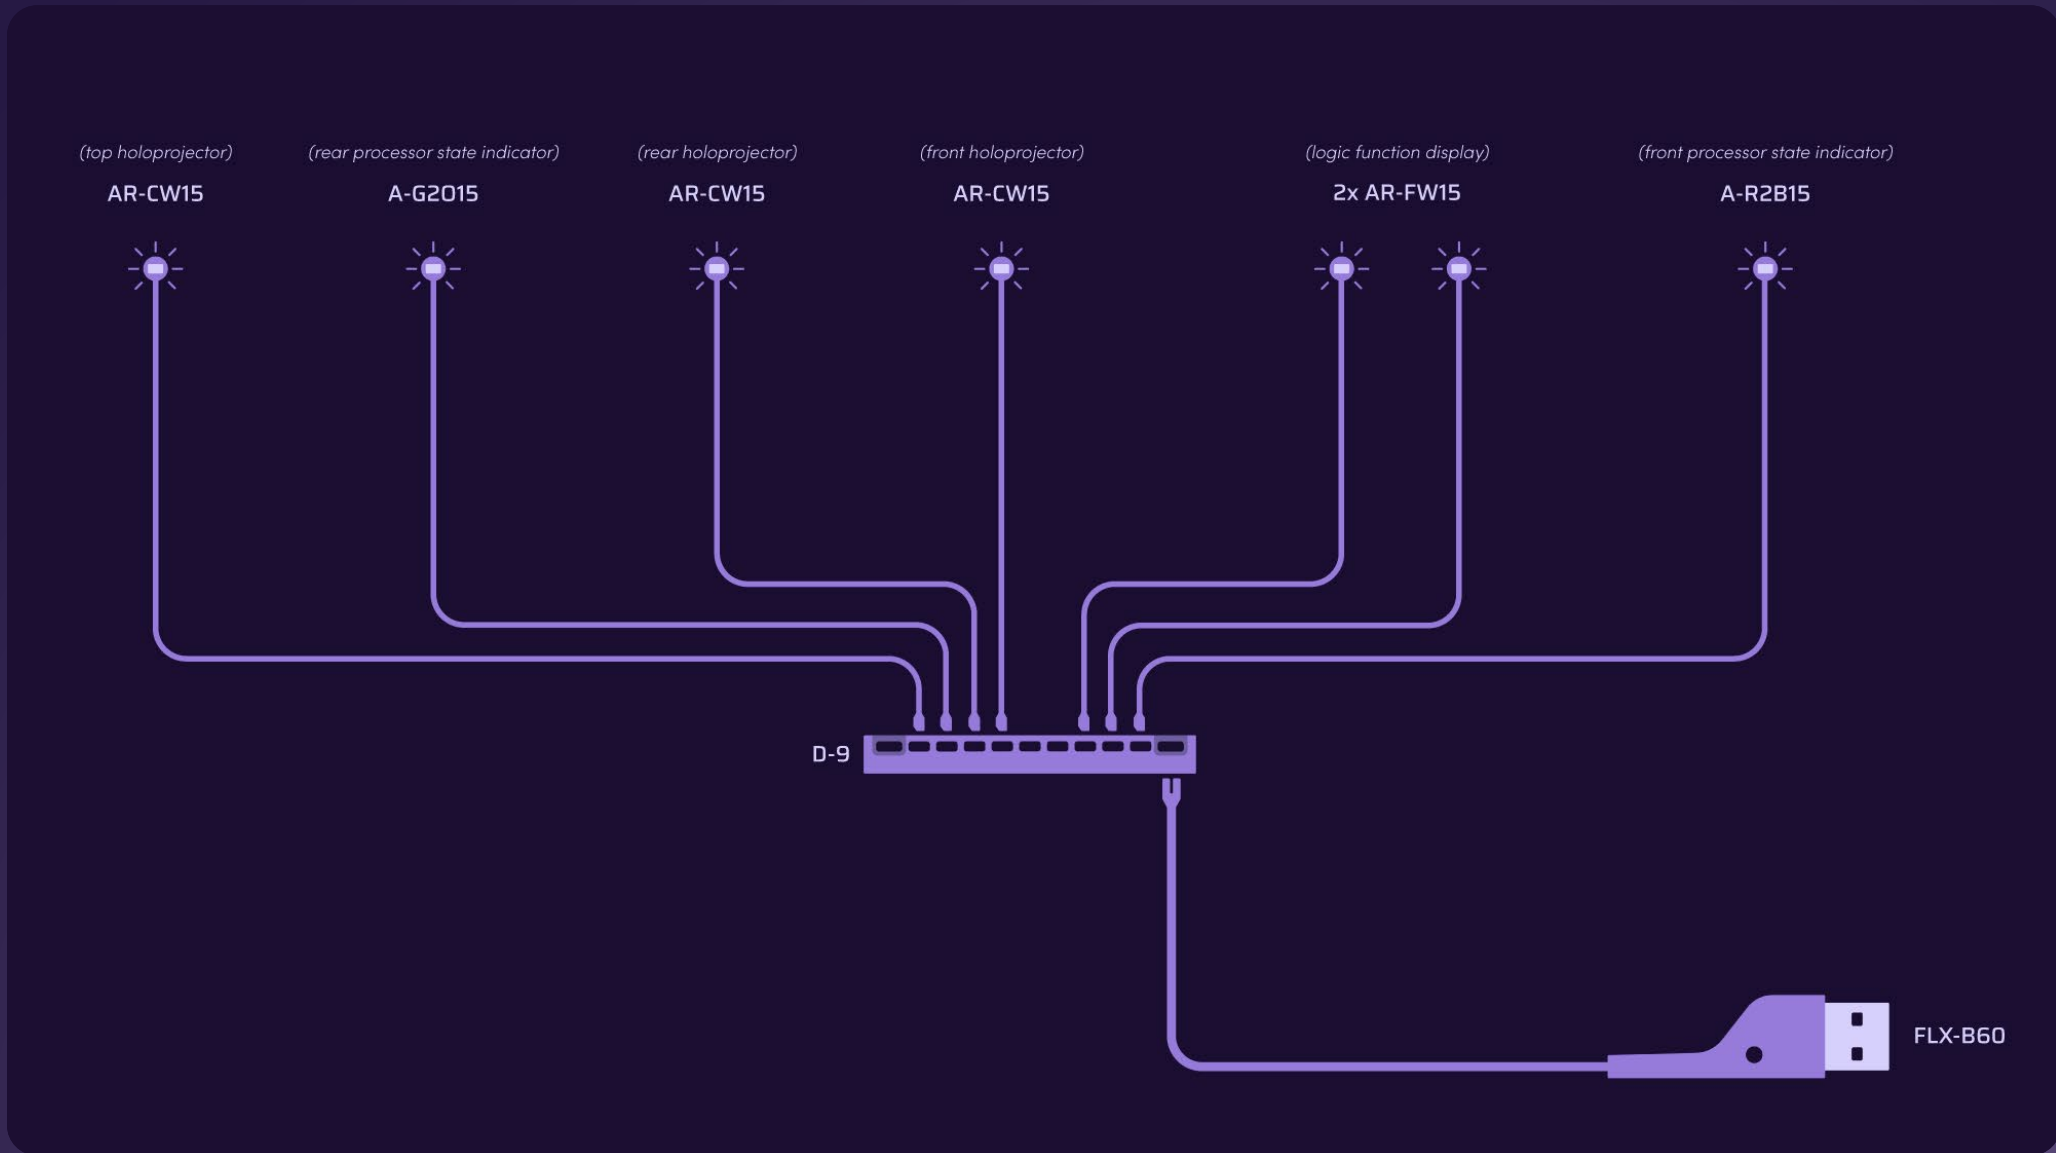 (top holoprojector)
AR-CW15
(rear processor state indicator)
A-G2O15
(rear holoprojector)
AR-CW15
(front holoprojector)
AR-CW15
(logic function display)
2x AR-FW15
(front processor state indicator)
A-R2B15
D-9
FLX-B60